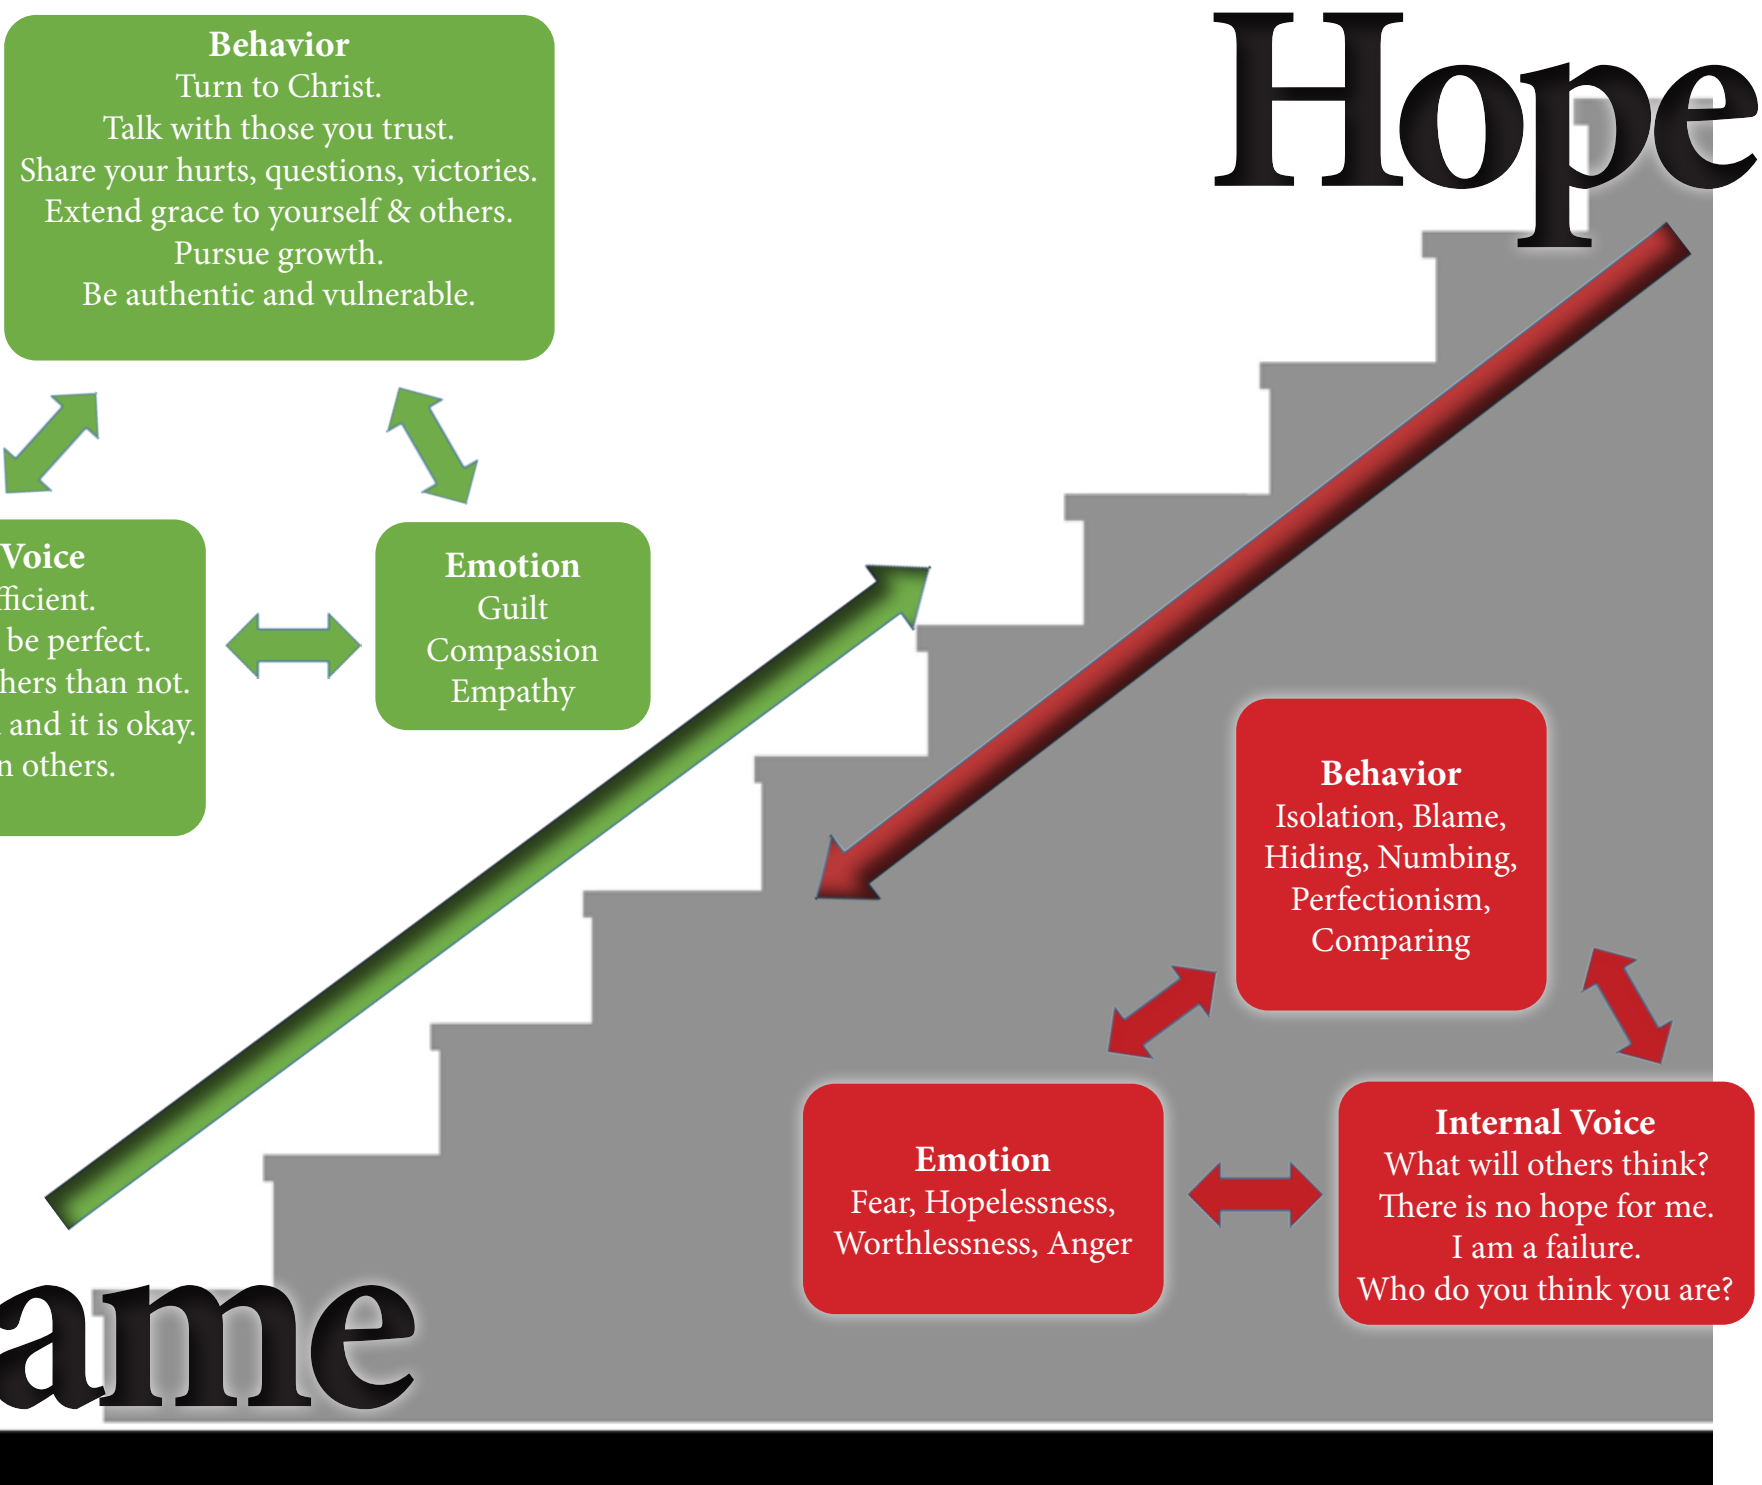 Hope
Behavior
Turn to Christ.
Talk with those you trust.
Share your hurts, questions, victories.
Extend grace to yourself & others.
Pursue growth.
Be authentic and vulnerable.
Voice
be perfect.
than not.
and it is okay.
others.
Emotion
Guilt
Compassion
Empathy
Behavior
Isolation, Blame,
Hiding, Numbing,
Perfectionism,
Comparing
Emotion
Fear, Hopelessness,
Worthlessness, Anger
Internal Voice
What will others think?
There is no hope for me.
I am a failure.
Who do you think you are?